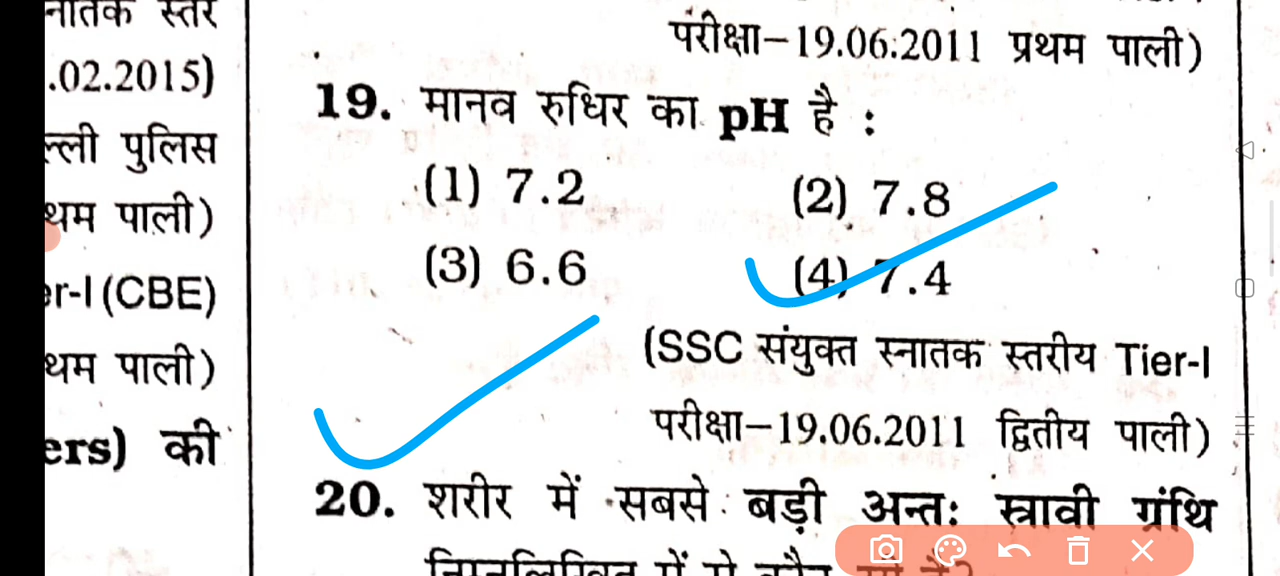 नातक स्तर
.02.2015)
ल्ली पुलिस
थम पाली)
er-I (CBE)
थम पाली)
ers) की
परीक्षा–19.06.2011 प्रथम पाली)
19. मानव रुधिर का pH है :
(1) 7.2 (2) 7.8
(3) 6.6 (4) 7.4
(SSC संयुक्त स्नातक स्तरीय Tier-I
परीक्षा–19.06.2011 द्वितीय पाली)
20. शरीर में सबसे बड़ी अन्तः स्त्रावी ग्रंथि
निम्नलिखित में से कौन सी है?